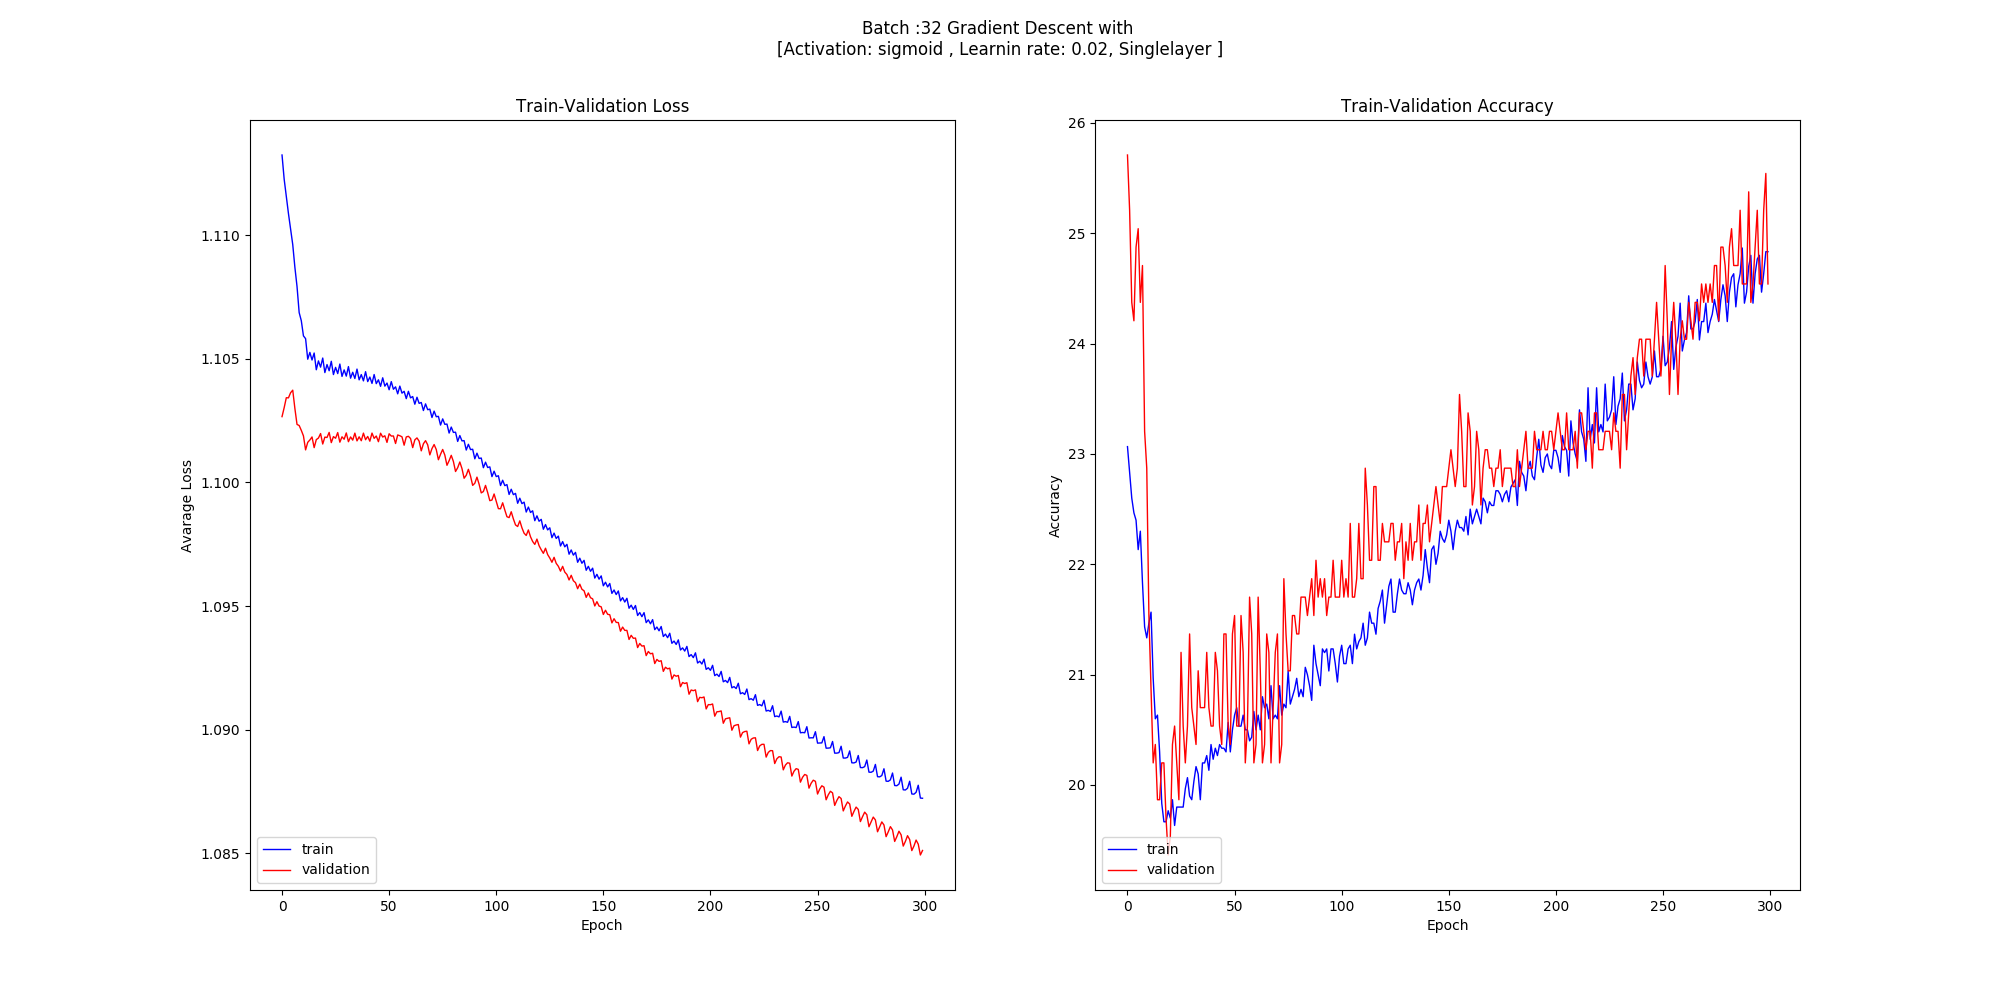 Batch :32 Gradient Descent with
[Activation: sigmoid , Learnin rate: 0.02, Singlelayer ]
Train-Validation Loss
1.110
1.105
1.100
1.095
1.090
1.085
Avarage Loss
train
validation
0 50 100 150 200 250 300
Epoch
Train-Validation Accuracy
26
25
24
23
22
21
20
Accuracy
train
validation
0 50 100 150 200 250 300
Epoch